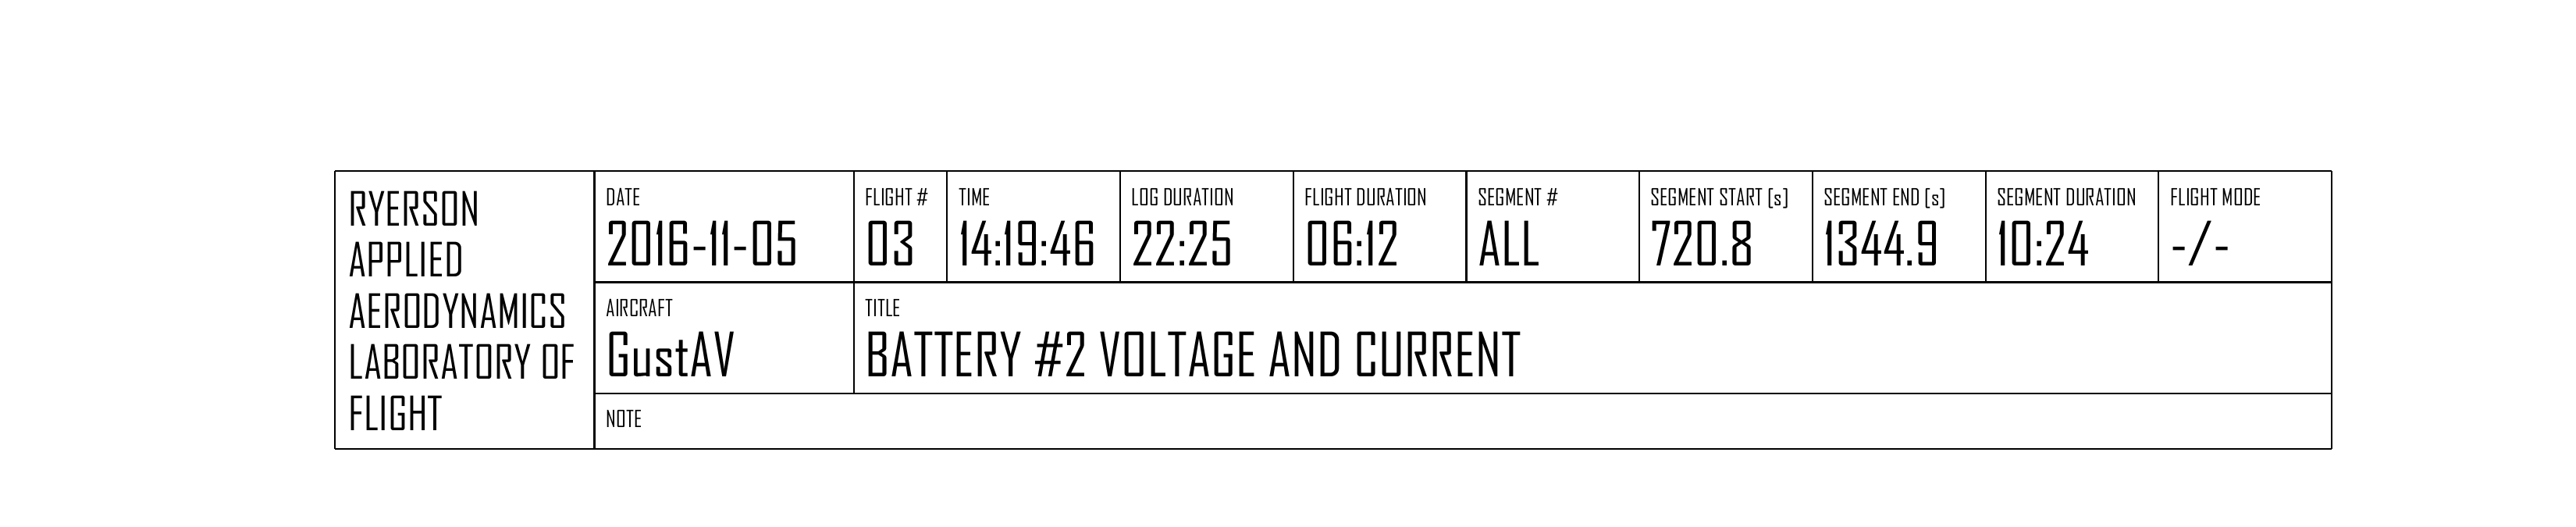 RYERSON
APPLIED
AERODYNAMICS
LABORATORY OF
FLIGHT
DATE
2016-11-05
FLIGHT #
03
TIME
14:19:46
LOG DURATION
22:25
FLIGHT DURATION
06:12
SEGMENT #
ALL
SEGMENT START [s]
720.8
SEGMENT END [s]
1344.9
SEGMENT DURATION
10:24
FLIGHT MODE
-/-
AIRCRAFT
GustAV
TITLE
BATTERY #2 VOLTAGE AND CURRENT
NOTE